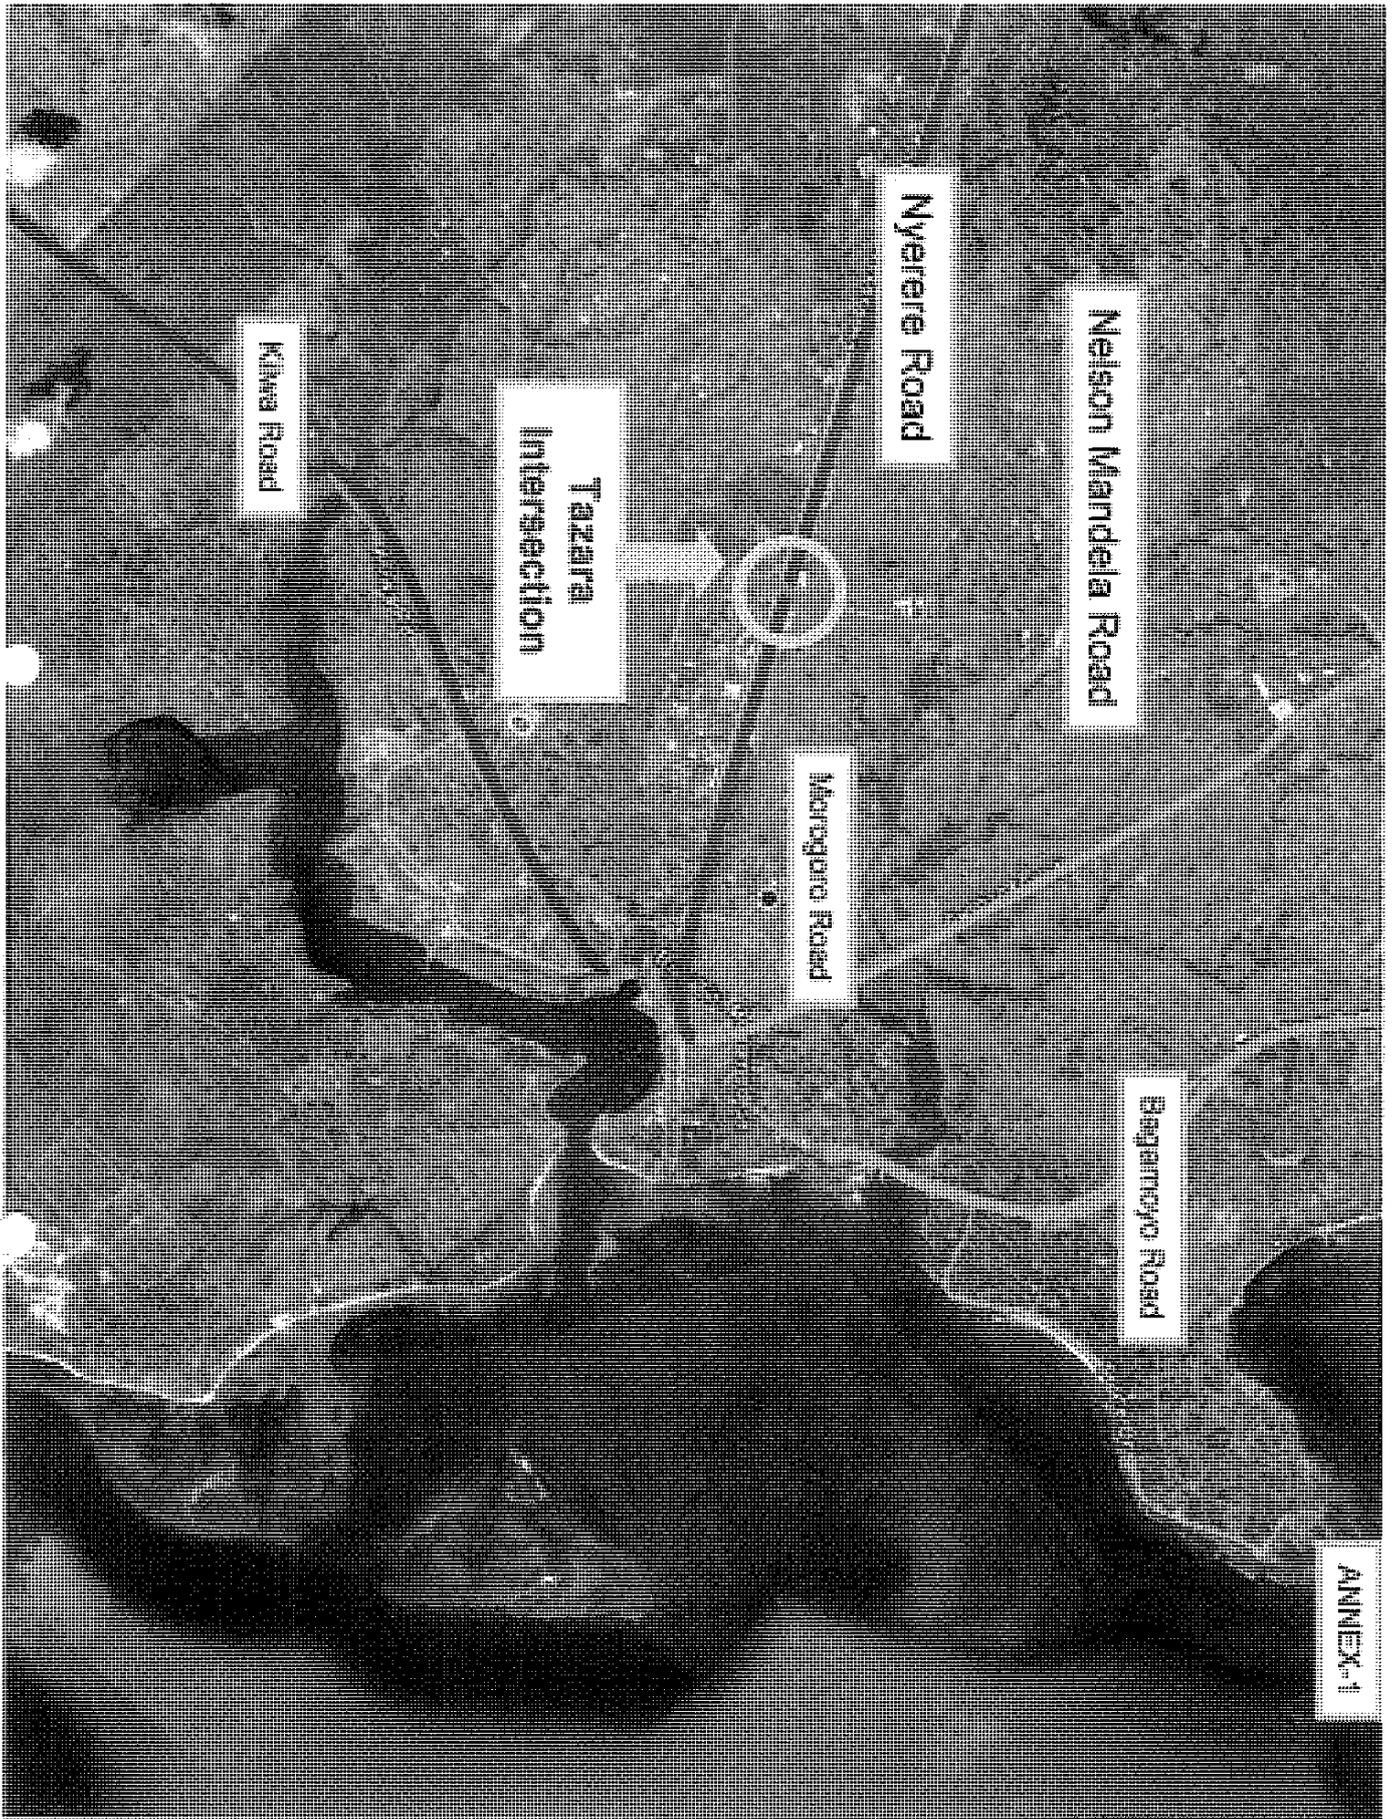 ANNEX-1
Nelson Mandela Road
Bagamoyo Road
Nyerere Road
Morogoro Road
Tazara
Intersection
Kilwa Road